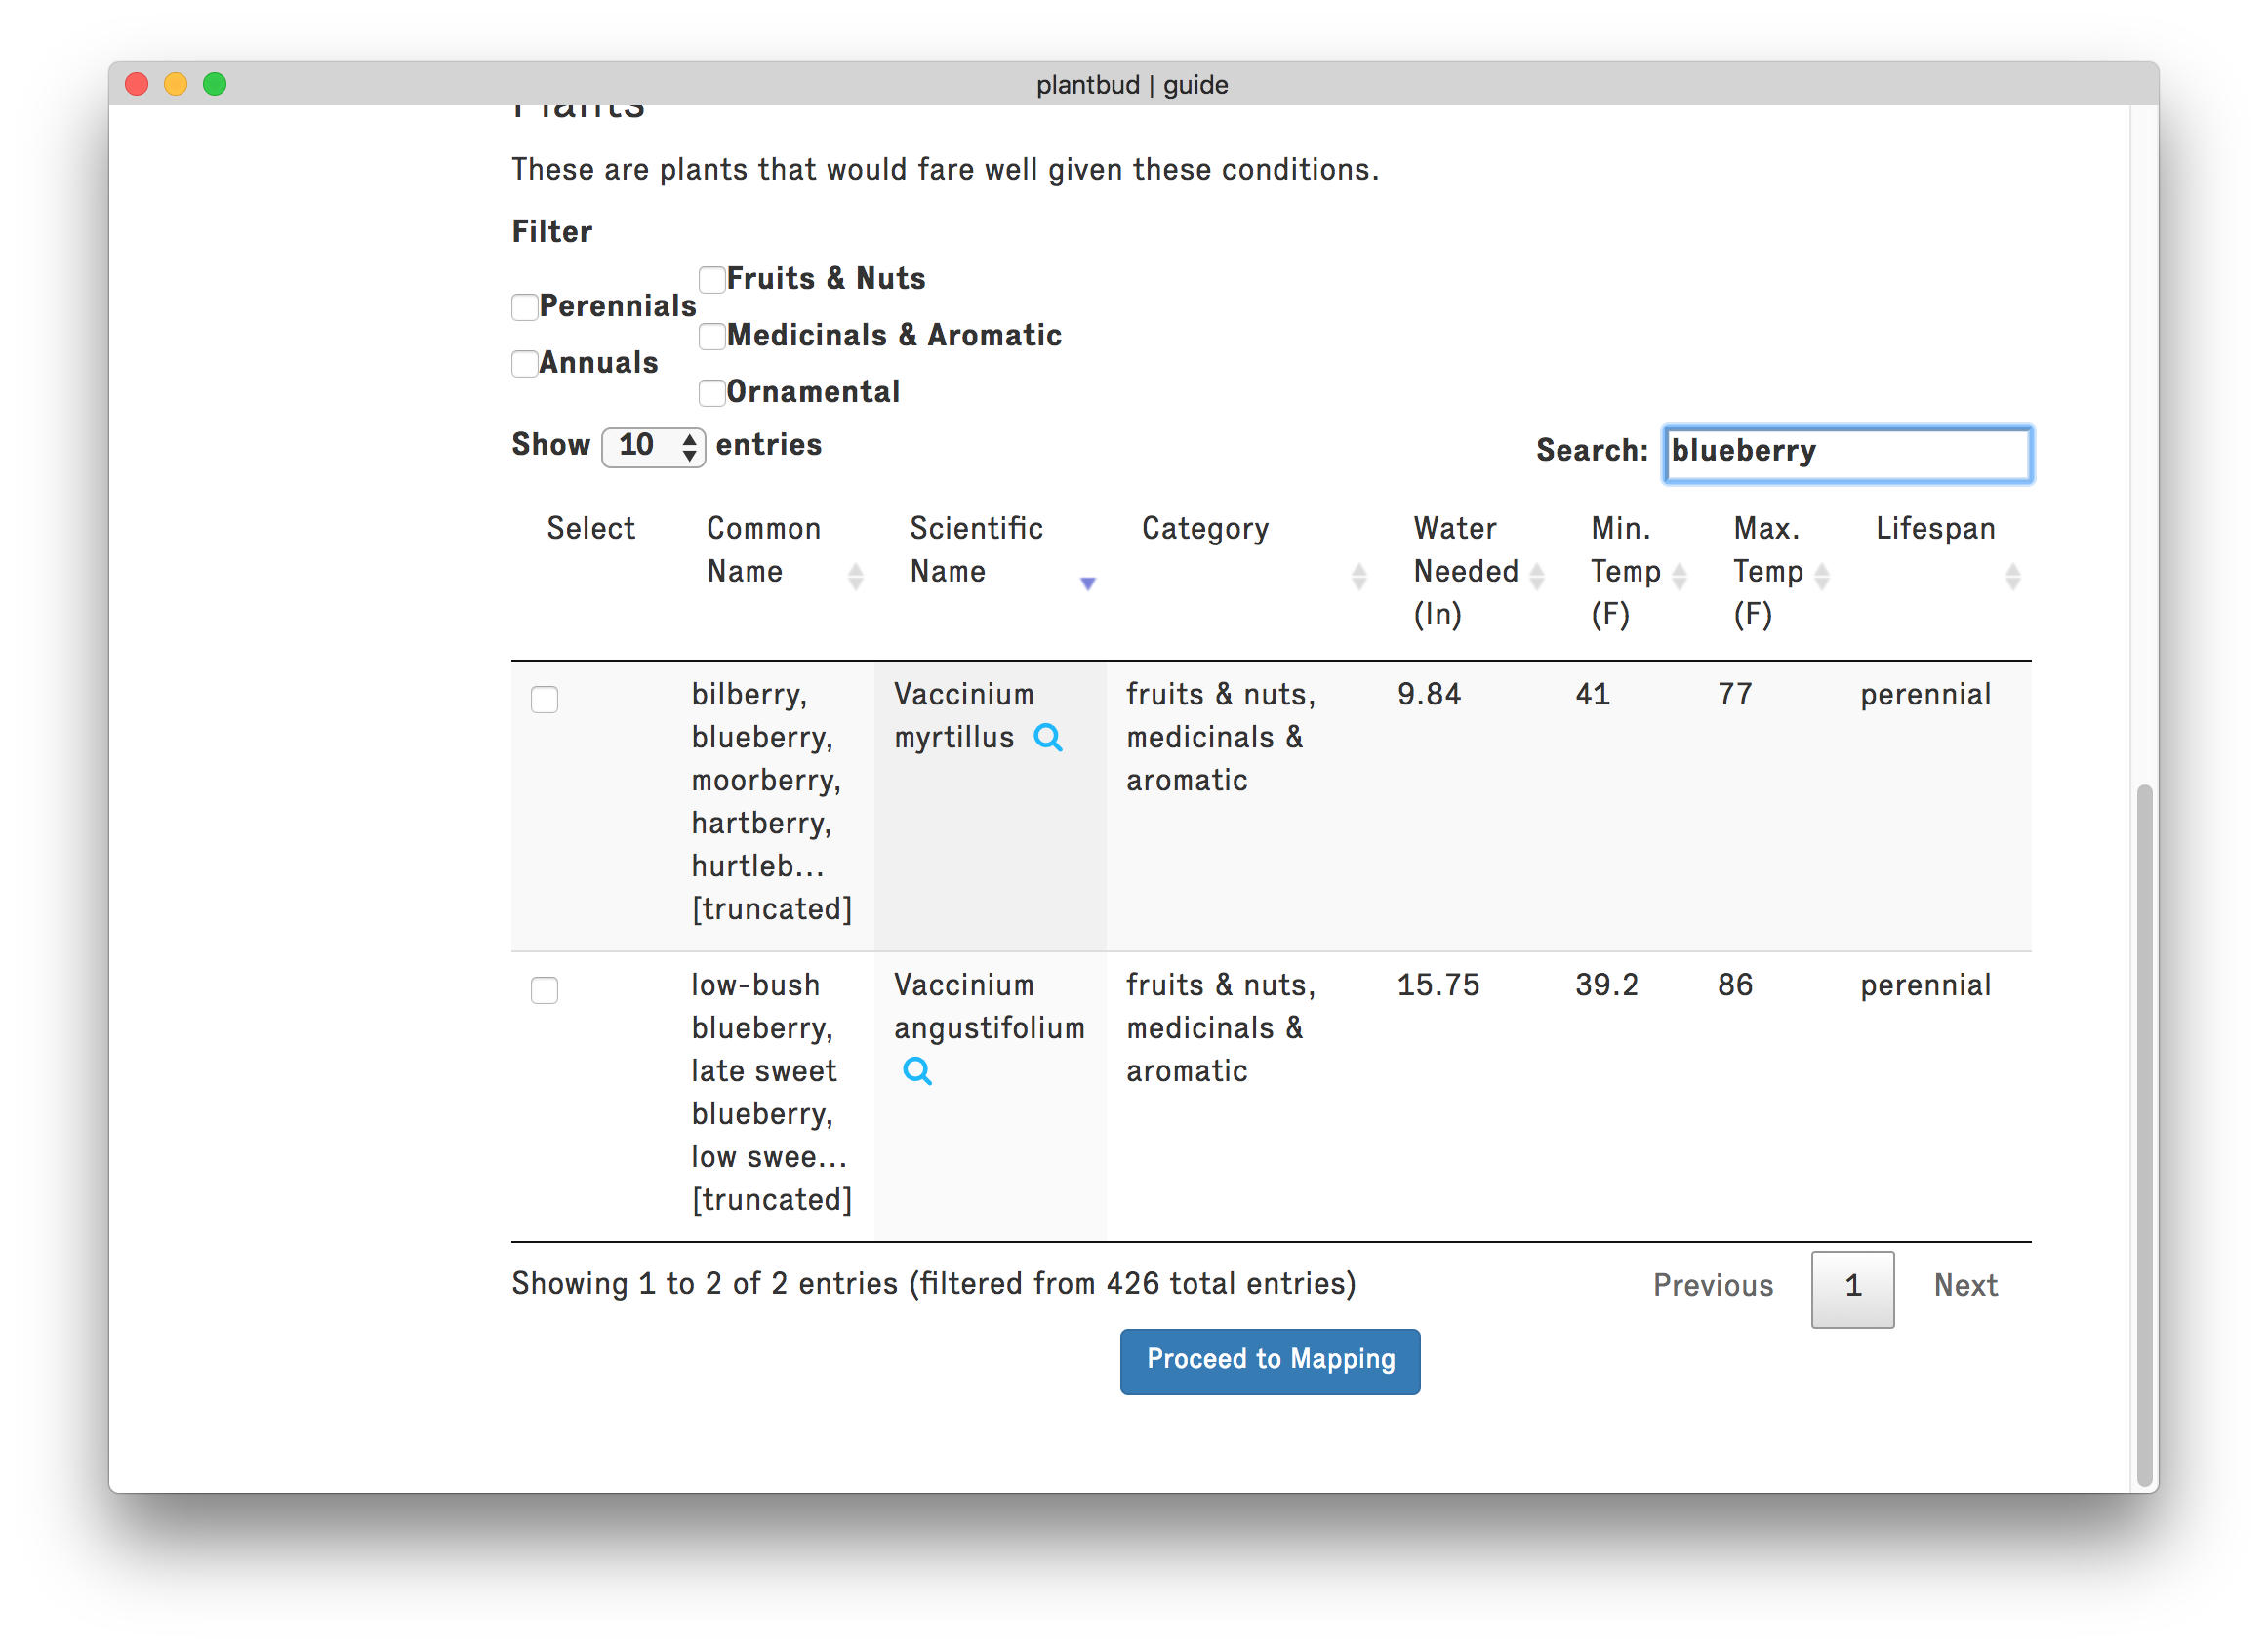 plantbud | guide
Plants
These are plants that would fare well given these conditions.
Filter
Fruits & Nuts
Perennials
Medicinals & Aromatic
Annuals
Ornamental
Show 10 entries
Search: blueberry
Select Common Scientific Category Water Min. Max. Lifespan
Name Name Needed Temp Temp
(In) (F) (F)
bilberry, Vaccinium fruits & nuts, 9.84 41 77 perennial
blueberry, myrtillus medicinals &
moorberry, aromatic
hartberry,
hurtleb...
[truncated]
low-bush Vaccinium fruits & nuts, 15.75 39.2 86 perennial
blueberry, angustifolium medicinals &
late sweet aromatic
blueberry,
low swee...
[truncated]
Showing 1 to 2 of 2 entries (filtered from 426 total entries)
Previous 1 Next
Proceed to Mapping